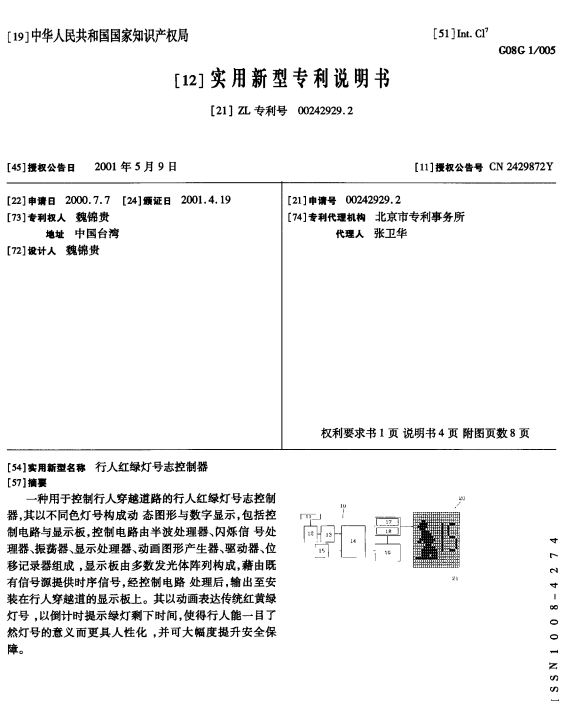 [19]中华人民共和国国家知识产权局
[51]Int. Cl⁷
G08G 1/005
[12]实用新型专利说明书
[21] ZL 专利号 00242929.2
[45]授权公告日 2001 年 5 月 9 日
[11]授权公告号 CN 2429872Y
[22]申请日 2000.7.7 [24]颁证日 2001.4.19
[73]专利权人 魏锦贵
地址 中国台湾
[72]设计人 魏锦贵
[21]申请号 00242929.2
[74]专利代理机构 北京市专利事务所
代理人 张卫华
权利要求书 1 页 说明书 4 页 附图页数 8 页
[54]实用新型名称 行人红绿灯号志控制器
[57]摘要
一种用于控制行人穿越道路的行人红绿灯号志控制
器,其以不同色灯号构成动 态图形与数字显示,包括控
制电路与显示板,控制电路由半波处理器、闪烁信 号处
理器、振荡器、显示处理器、动画图形产生器、驱动器、位
移记录器组成 ,显示板由多数发光体阵列构成,藉由既
有信号源提供时序信号,经控制电路 处理后,输出至安
装在行人穿越道的显示板上。其以动画表达传统红黄绿
灯号 ,以倒计时提示绿灯剩下时间,使得行人能一目了
然灯号的意义而更具人性化 ,并可大幅度提升安全保
障。
10
20
11
12
13
14
15
17
18
16
15
21
ISSN1008-4274